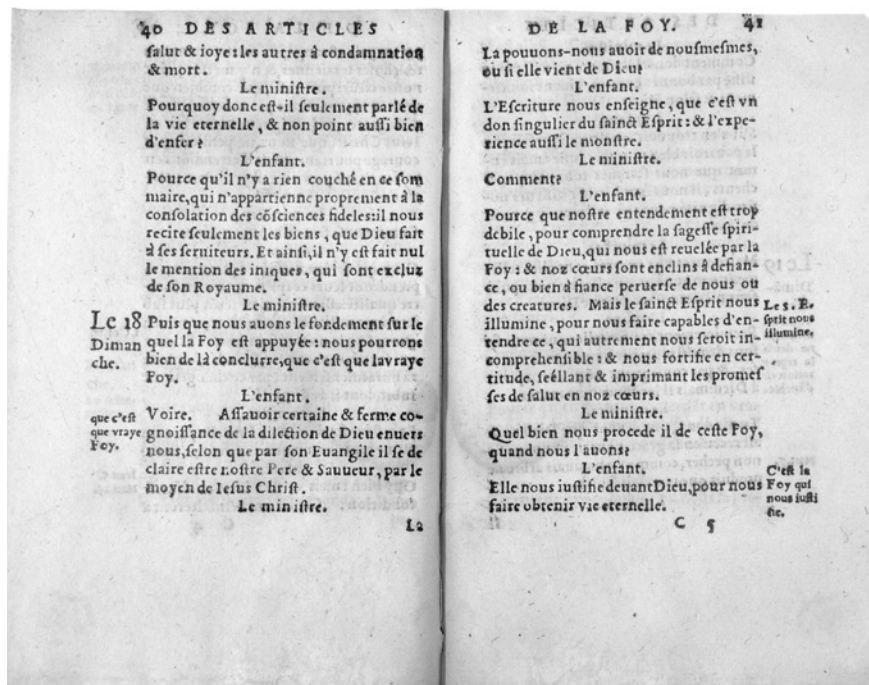 40 DES ARTICLES
salut & ioye: les autres à condamnation
& mort.
Le ministre.
Pourquoy donc est-il seulement parlé de
la vie eternelle, & non point aussi bien
d'enfer?
L'enfant.
Pource qu'il n'y a rien couché en ce som
maire, qui n'appartienne proprement à la
consolation des cõsciences fideles: il nous
recite seulement les biens, que Dieu fait
à ses seruiteurs. Et ainsi, il n'y est fait nul
le mention des iniques, qui sont excluz
de son Royaume.
Le ministre.
Le 18
Diman
che.
Puis que nous auons le fondement sur le
quel la Foy est appuyée: nous pourrons
bien de là conclurre, que c'est que la vraye
Foy.
L'enfant.
que c'est
que vraye
Foy.
Voire. Assauoir certaine & ferme co-
gnoissance de la dilection de Dieu enuers
nous, selon que par son Euangile il se de
claire estre nostre Pere & Sauueur, par le
moyen de Iesus Christ.
Le ministre.
La
DE LA FOY. 41
La pouuons-nous auoir de nousmesmes,
ou si elle vient de Dieu?
L'enfant.
L'Escriture nous enseigne, que c'est vn
don singulier du sainct Esprit: & l'expe-
rience aussi le monstre.
Le ministre.
Comment?
L'enfant.
Pource que nostre entendement est trop
debile, pour comprendre la sagesse spiri-
tuelle de Dieu, qui nous est reuelée par la
Foy: & noz cœurs sont enclins à defian-
ce, ou bien à fiance peruerse de nous ou
des creatures. Mais le sainct Esprit nous
illumine, pour nous faire capables d'en-
tendre ce, qui autrement nous seroit in-
comprehensible: & nous fortifie en cer-
titude, séellant & imprimant les promes
ses de salut en noz cœurs.
Le s. E.
sprit nous
illumine.
Le ministre.
Quel bien nous procede il de ceste Foy,
quand nous l'auons?
L'enfant.
Elle nous iustifie deuant Dieu, pour nous
faire obtenir vie eternelle.
C'est la
Foy qui
nous iusti
fie.
C 5